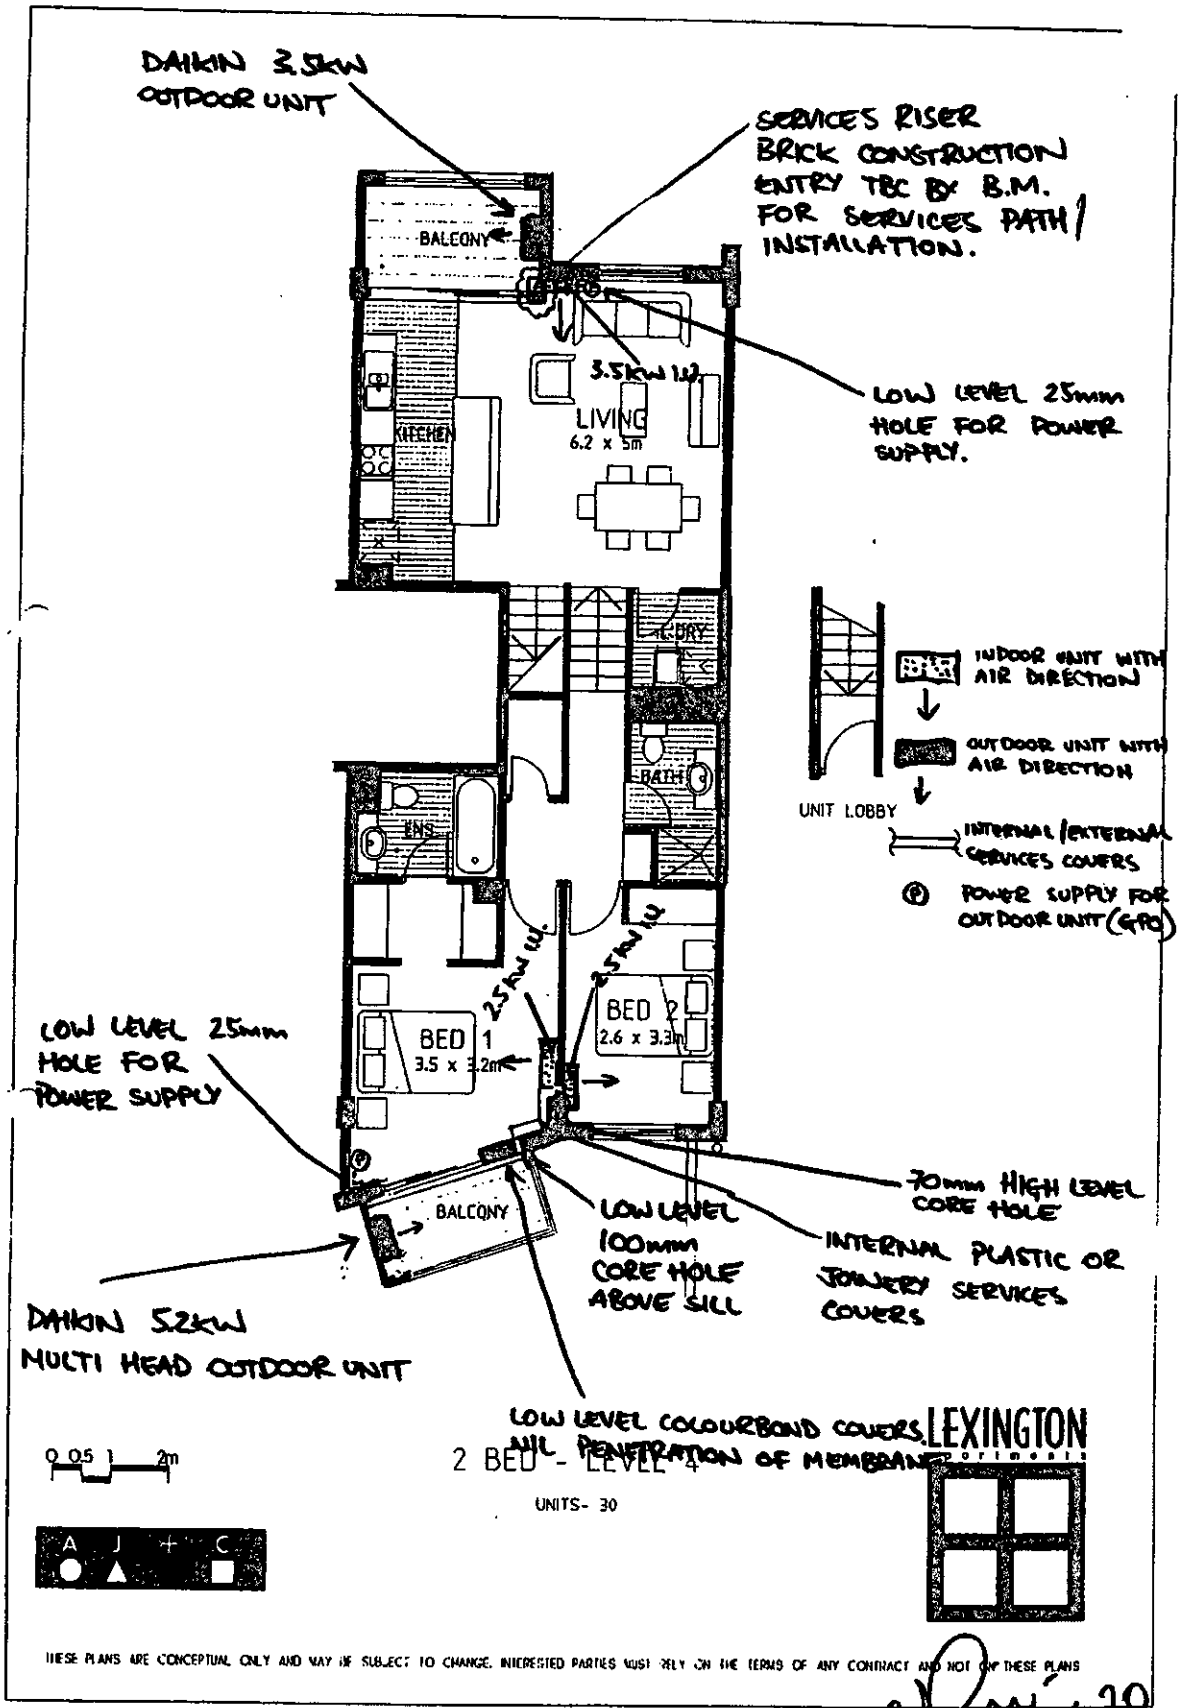 DAIKIN 3.5KW
OUTDOOR UNIT
SERVICES RISER
BRICK CONSTRUCTION
ENTRY TBC BY B.M.
FOR SERVICES PATH/
INSTALLATION.
BALCONY
3.5KW I.U.
LIVING
6.2 x 5m
KITCHEN
LOW LEVEL 25mm
HOLE FOR POWER
SUPPLY.
L'DRY
INDOOR UNIT WITH
AIR DIRECTION
OUTDOOR UNIT WITH
AIR DIRECTION
BATH
UNIT LOBBY
ENS
INTERNAL/EXTERNAL
SERVICES COVERS
P POWER SUPPLY FOR
OUTDOOR UNIT (GPO)
2.5KW I.U.
2.5KW I.U.
BED 1
3.5 x 3.2m
BED 2
2.6 x 3.3m
LOW LEVEL 25mm
HOLE FOR
POWER SUPPLY
P
BALCONY
70mm HIGH LEVEL
CORE HOLE
LOW LEVEL
100mm
CORE HOLE
ABOVE SILL
INTERNAL PLASTIC OR
JOINERY SERVICES
COVERS
DAIKIN 5.2KW
MULTI HEAD OUTDOOR UNIT
LOW LEVEL COLOURBOND COVERS.
NIL PENETRATION OF MEMBRANE
LEXINGTON
apartments
0 0.5 1 2m
2 BED - LEVEL 4
UNITS- 30
A J + C
THESE PLANS ARE CONCEPTUAL ONLY AND MAY BE SUBJECT TO CHANGE. INTERESTED PARTIES MUST RELY ON THE TERMS OF ANY CONTRACT AND NOT ON THESE PLANS